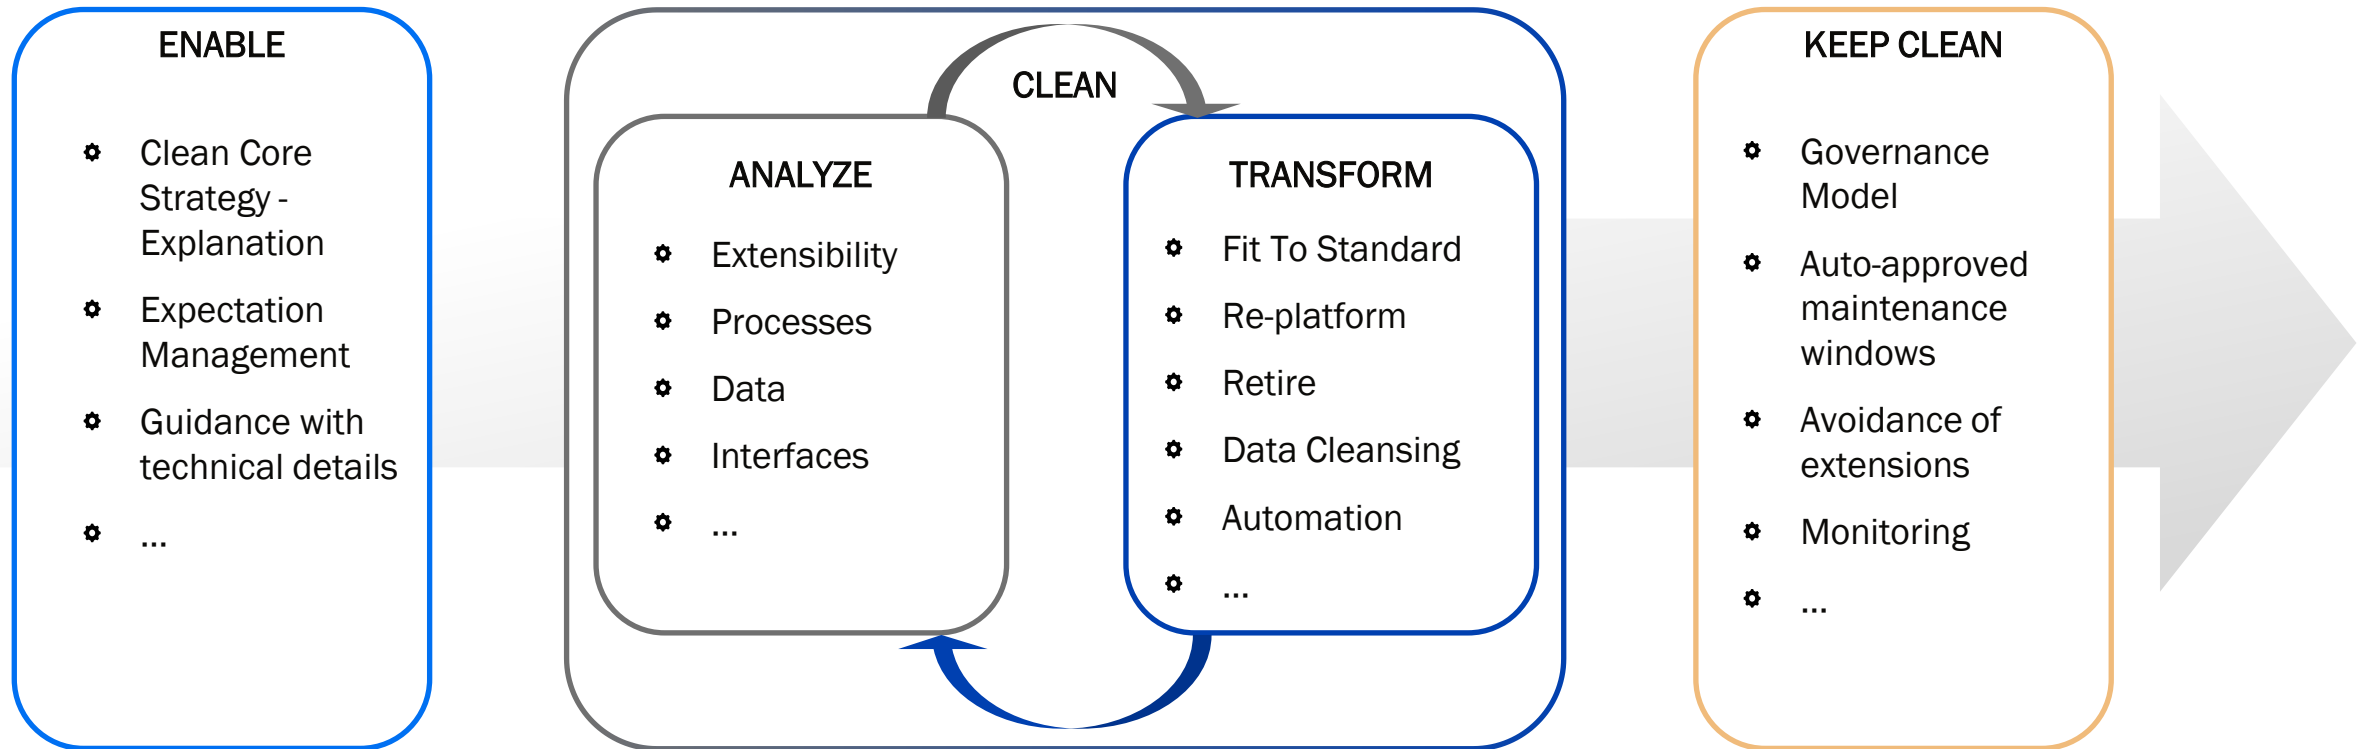 ENABLE
Clean Core
Strategy -
Explanation
Expectation
Management
Guidance with
technical details
...
CLEAN
ANALYZE
Extensibility
Processes
Data
Interfaces
...
TRANSFORM
Fit To Standard
Re-platform
Retire
Data Cleansing
Automation
...
KEEP CLEAN
Governance
Model
Auto-approved
maintenance
windows
Avoidance of
extensions
Monitoring
...